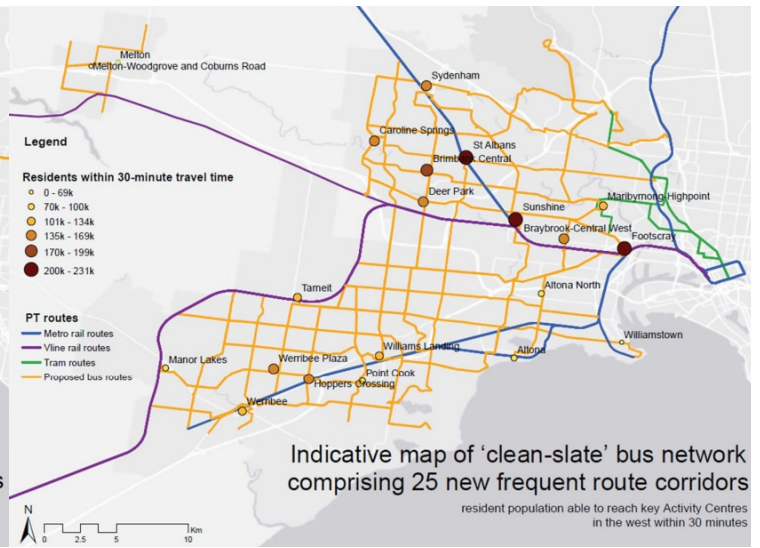 Melton
Melton-Woodgrove and Coburns Road
Sydenham
Legend
Caroline Springs
St Albans
Brimbank Central
Residents within 30-minute travel time
0 - 69k
70k - 100k
101k - 134k
135k - 169k
170k - 199k
200k - 231k
Deer Park
Maribyrnong-Highpoint
Sunshine
Braybrook-Central West
Footscray
Tarneit
Altona North
PT routes
Metro rail routes
Vline rail routes
Tram routes
Proposed bus routes
Williamstown
Williams Landing
Altona
Manor Lakes
Werribee Plaza
Point Cook
Hoppers Crossing
Werribee
Indicative map of 'clean-slate' bus network
comprising 25 new frequent route corridors
resident population able to reach key Activity Centres
in the west within 30 minutes
s
N
0 2.5 5 10 Km